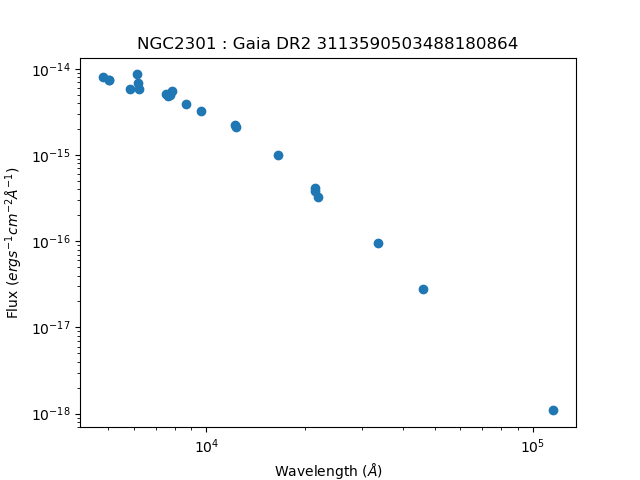 NGC2301 : Gaia DR2 3113590503488180864
10⁻¹⁴
10⁻¹⁵
10⁻¹⁶
10⁻¹⁷
10⁻¹⁸
Flux (ergs⁻¹cm⁻²Å⁻¹)
10⁴
10⁵
Wavelength (Å)